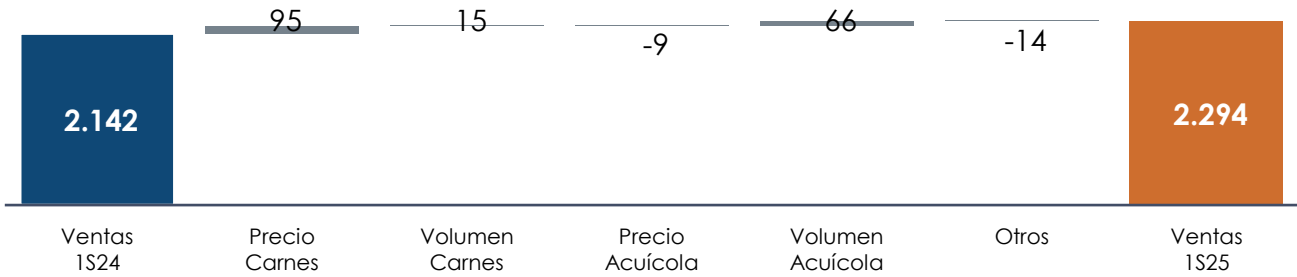 95
15
-9
66
-14
2.142
2.294
Ventas
1S24
Precio
Carnes
Volumen
Carnes
Precio
Acuícola
Volumen
Acuícola
Otros
Ventas
1S25